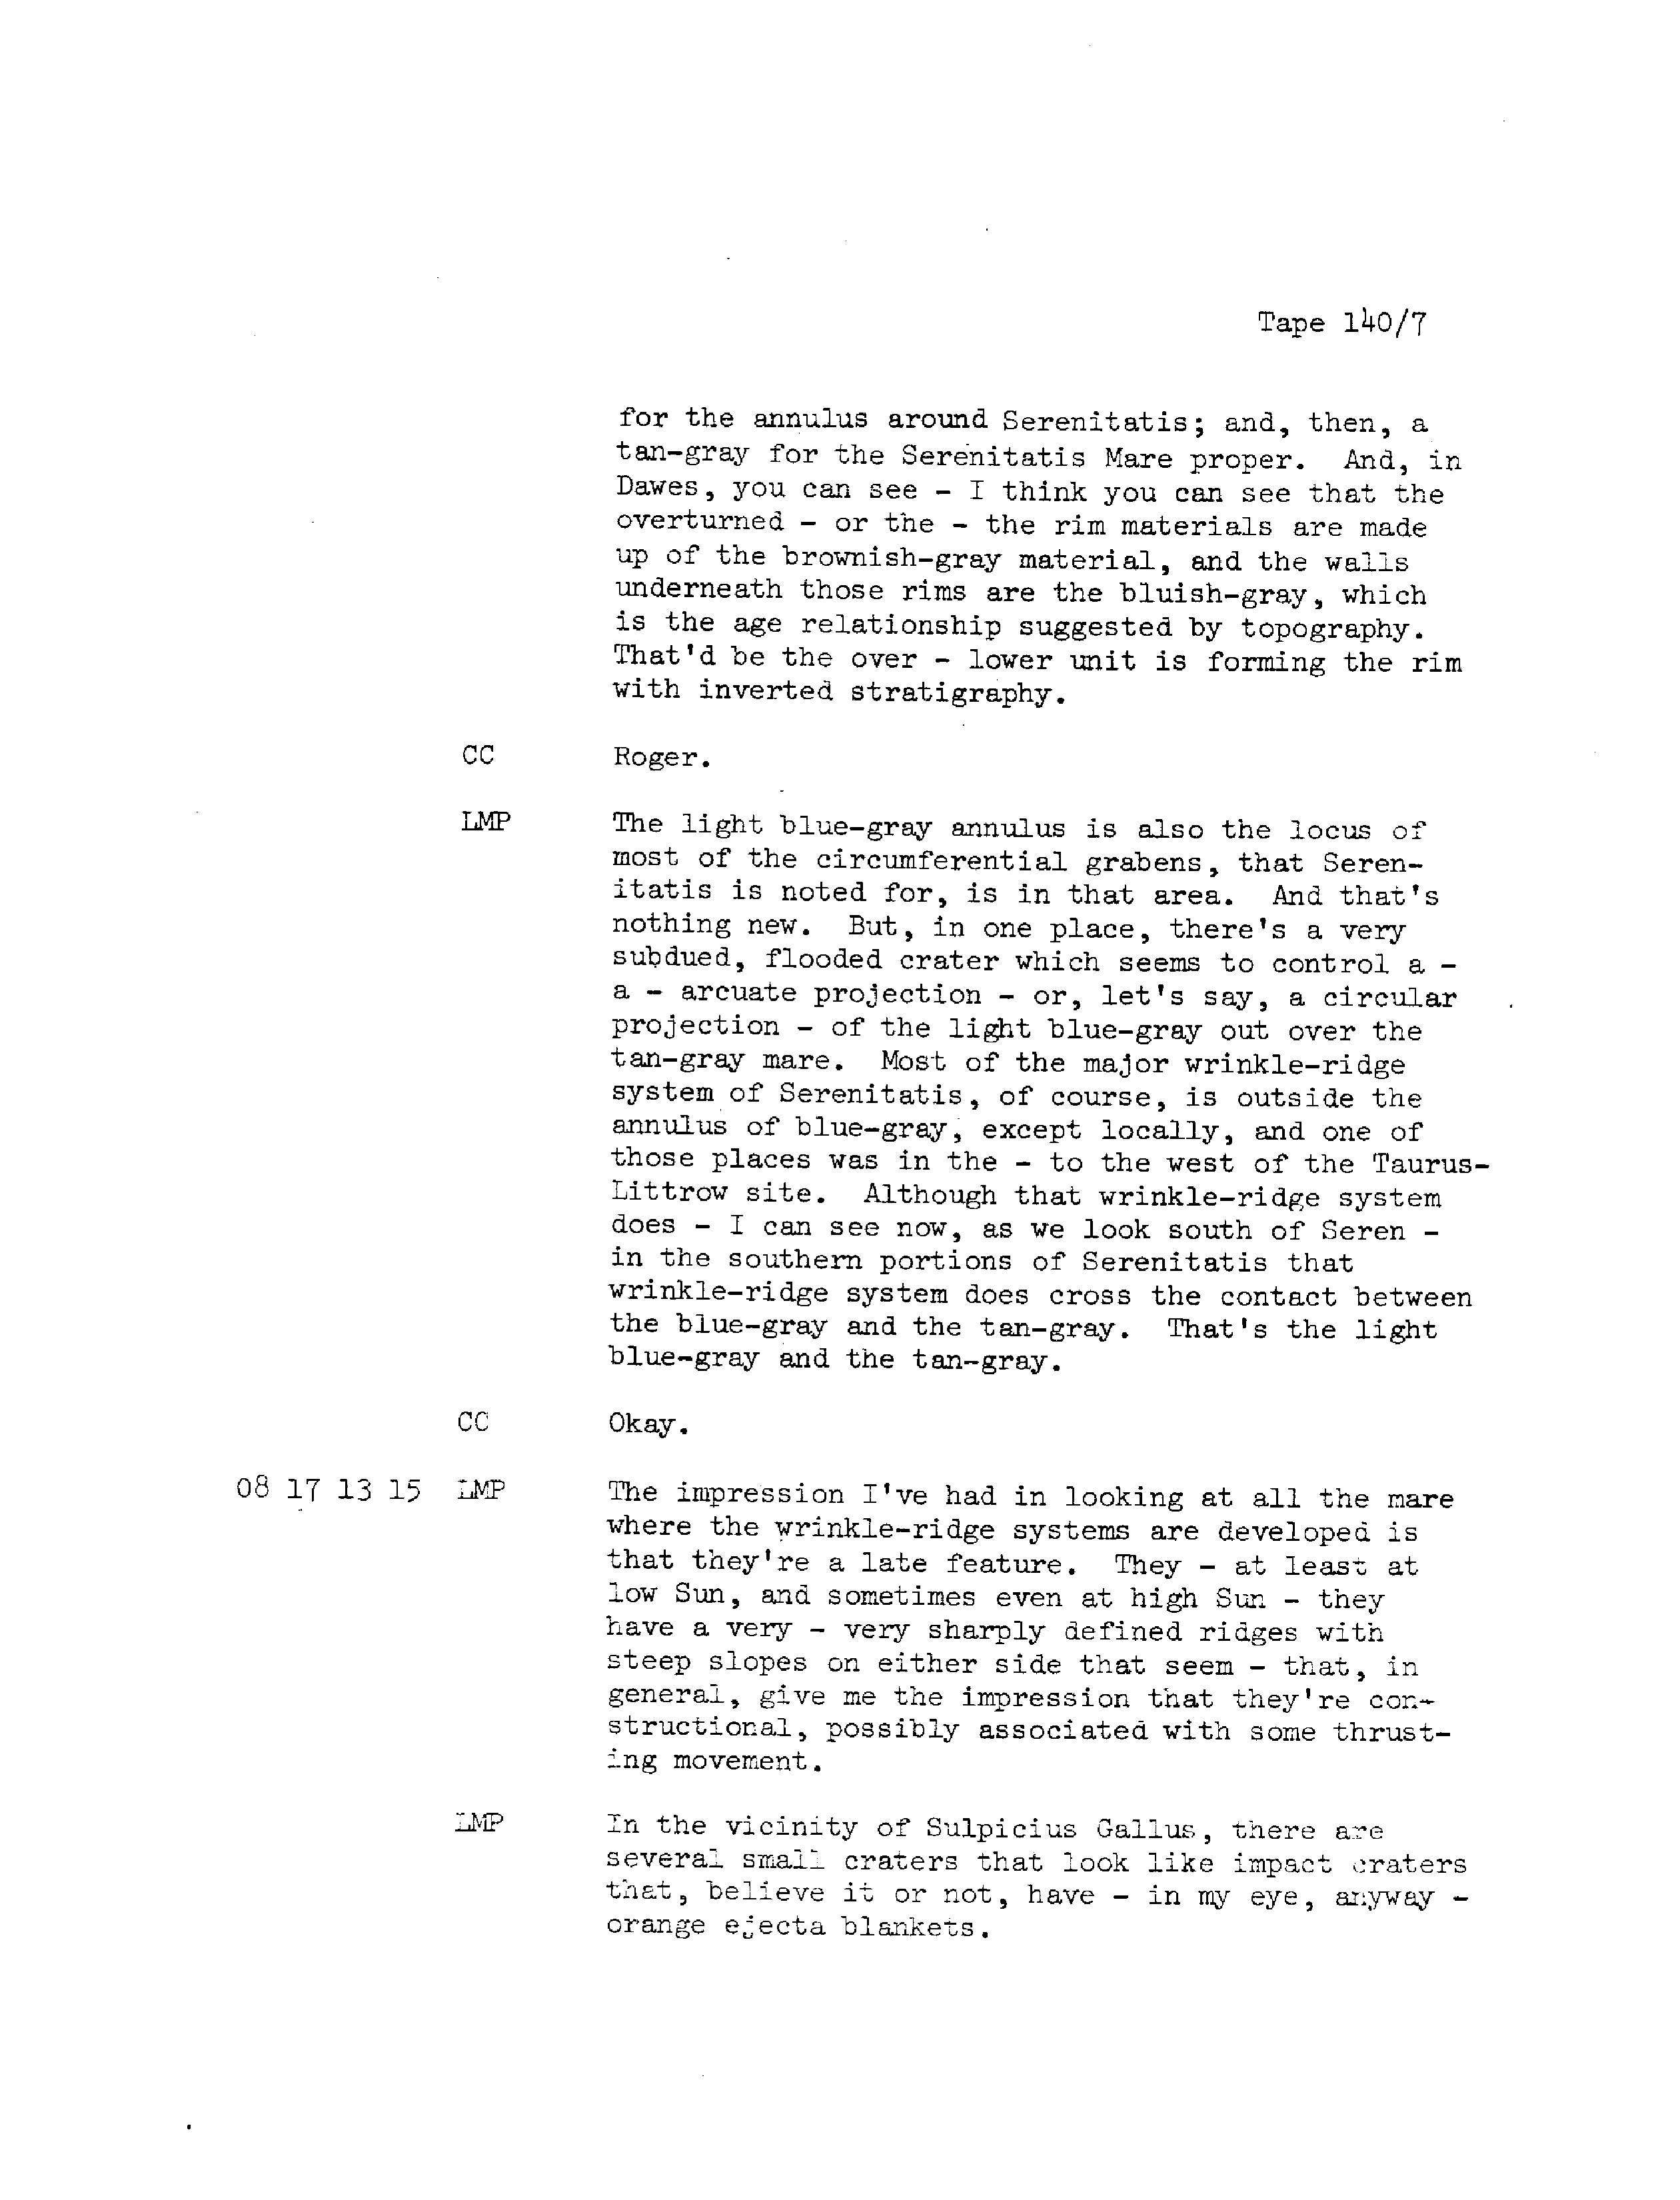 Tape 140/7
for the annulus around Serenitatis; and, then, a
tan-gray for the Serenitatis Mare proper. And, in
Dawes, you can see - I think you can see that the
overturned - or the - the rim materials are made
up of the brownish-gray material, and the walls
underneath those rims are the bluish-gray, which
is the age relationship suggested by topography.
That'd be the over - lower unit is forming the rim
with inverted stratigraphy.
CC Roger.
LMP The light blue-gray annulus is also the locus of
most of the circumferential grabens, that Seren-
itatis is noted for, is in that area. And that's
nothing new. But, in one place, there's a very
subdued, flooded crater which seems to control a -
a - arcuate projection - or, let's say, a circular
projection - of the light blue-gray out over the
tan-gray mare. Most of the major wrinkle-ridge
system of Serenitatis, of course, is outside the
annulus of blue-gray, except locally, and one of
those places was in the - to the west of the Taurus-
Littrow site. Although that wrinkle-ridge system
does - I can see now, as we look south of Seren -
in the southern portions of Serenitatis that
wrinkle-ridge system does cross the contact between
the blue-gray and the tan-gray. That's the light
blue-gray and the tan-gray.
CC Okay.
08 17 13 15 LMP The impression I've had in looking at all the mare
where the wrinkle-ridge systems are developed is
that they're a late feature. They - at least at
low Sun, and sometimes even at high Sun - they
have a very - very sharply defined ridges with
steep slopes on either side that seem - that, in
general, give me the impression that they're con-
structional, possibly associated with some thrust-
ing movement.
LMP In the vicinity of Sulpicius Gallus, there are
several small craters that look like impact craters
that, believe it or not, have - in my eye, anyway -
orange ejecta blankets.